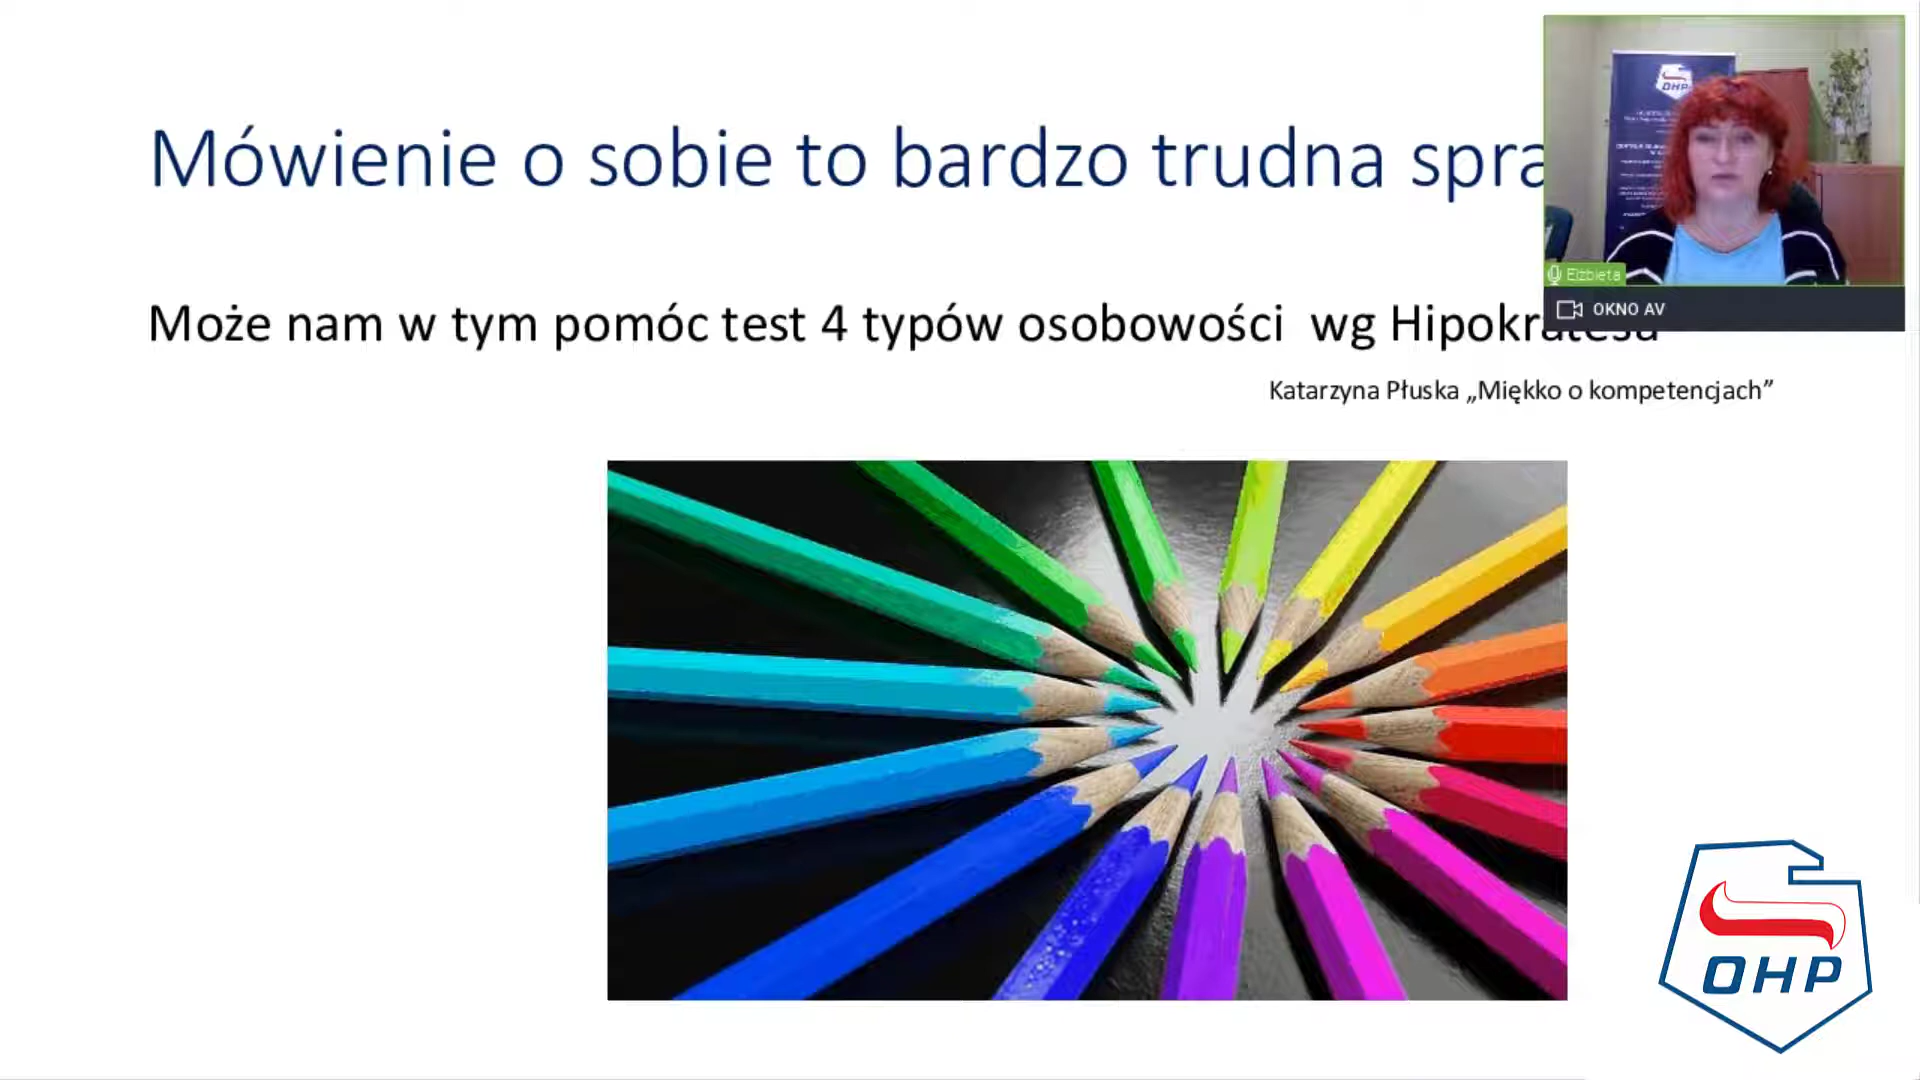 Mówienie o sobie to bardzo trudna spra
Może nam w tym pomóc test 4 typów osobowości wg Hipokratesa
Katarzyna Płuska „Miękko o kompetencjach”
OHP
Elżbieta
OKNO AV
OHP